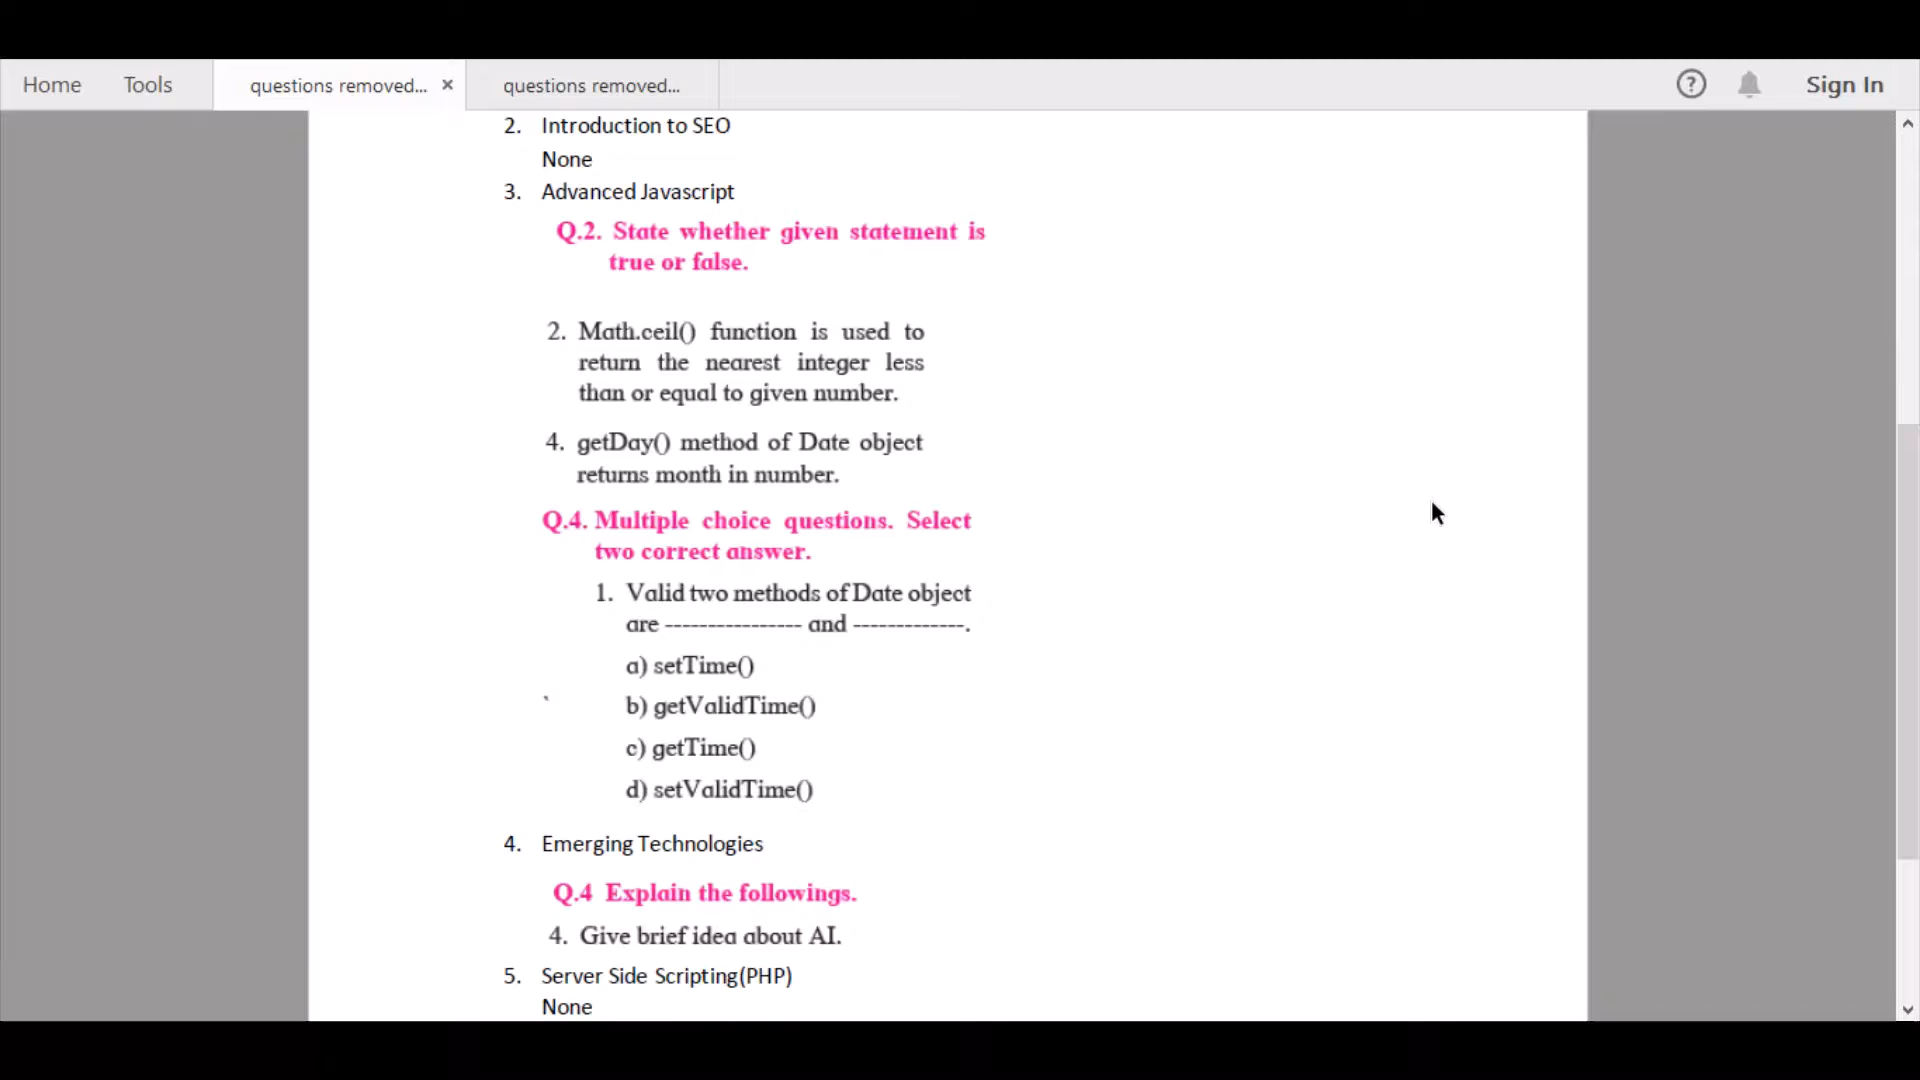 Home Tools questions removed... × questions removed... ? Sign In
2. Introduction to SEO
None
3. Advanced Javascript
Q.2. State whether given statement is
true or false.
2. Math.ceil() function is used to
return the nearest integer less
than or equal to given number.
4. getDay() method of Date object
returns month in number.
Q.4. Multiple choice questions. Select
two correct answer.
1. Valid two methods of Date object
are ---------------- and -------------.
a) setTime()
` b) getValidTime()
c) getTime()
d) setValidTime()
4. Emerging Technologies
Q.4 Explain the followings.
4. Give brief idea about AI.
5. Server Side Scripting(PHP)
None